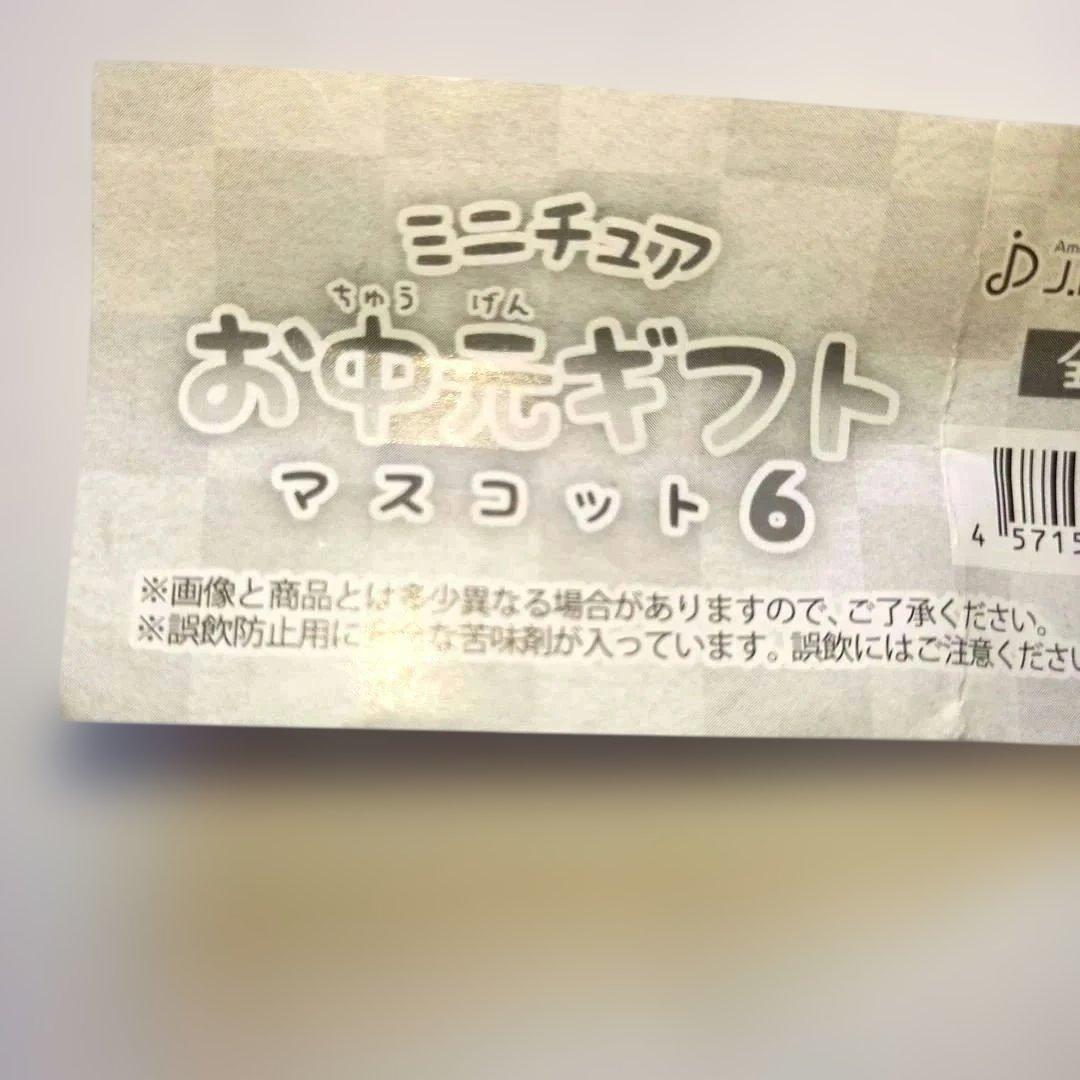 ミニチュア
ちゅう げん
お中元ギフト
マスコット6
※画像と商品とは多少異なる場合がありますので、ご了承ください。
※誤飲防止用に な苦味剤が入っています。誤飲にはご注意くださ
Am
J.
全
4 5715